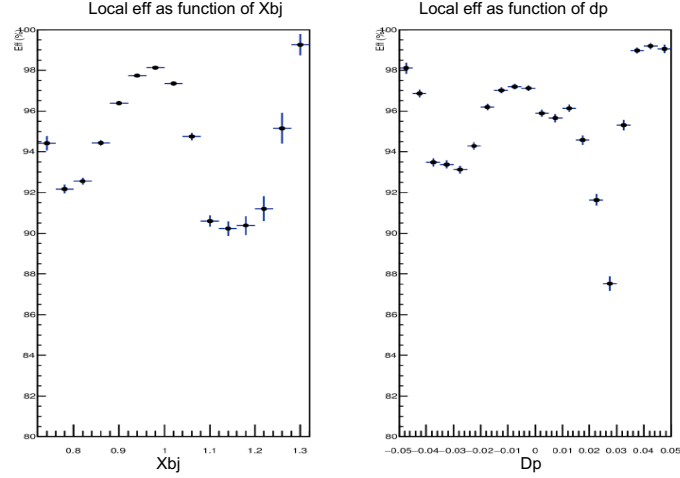 Local eff as function of Xbj
Eff (%)
100
98
96
94
92
90
88
86
84
82
80
0.8 0.9 1 1.1 1.2 1.3
Xbj
Local eff as function of dp
Eff (%)
100
98
96
94
92
90
88
86
84
82
80
−0.05 −0.04 −0.03 −0.02 −0.01 0 0.01 0.02 0.03 0.04 0.05
Dp